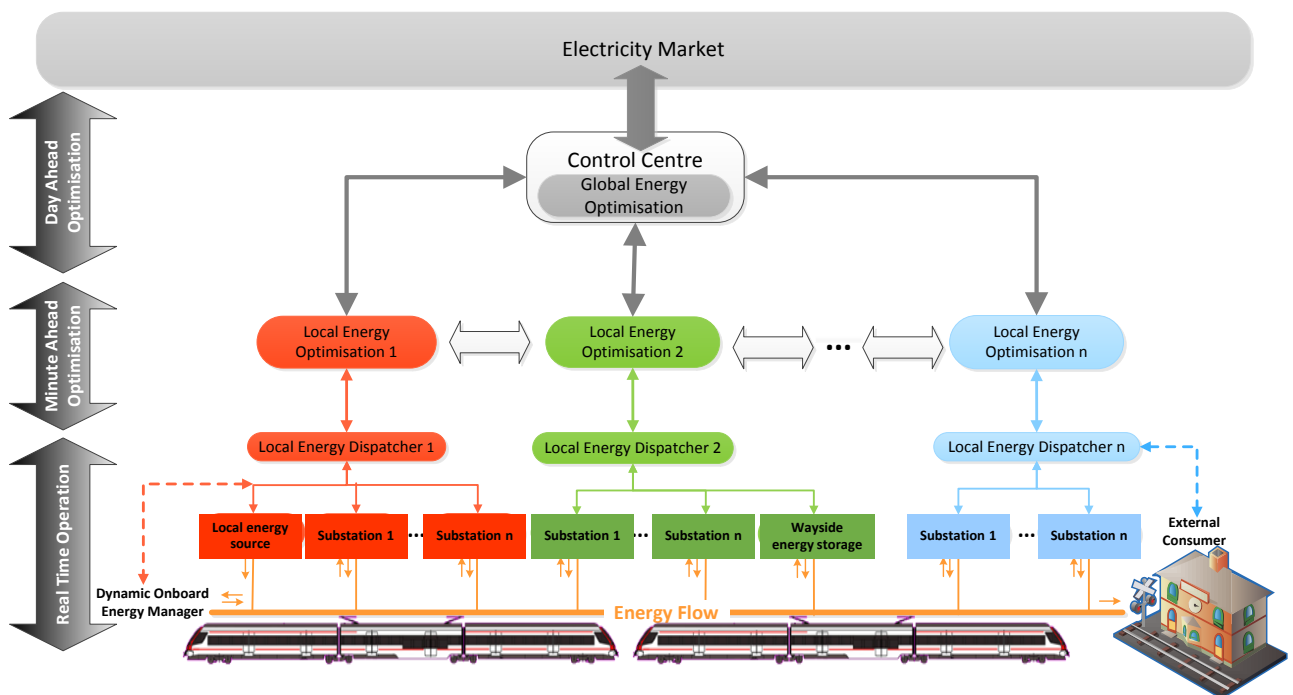 Electricity Market
Day Ahead
Optimisation
Control Centre
Global Energy
Optimisation
Minute Ahead
Optimisation
Local Energy
Optimisation 1
Local Energy
Optimisation 2
...
Local Energy
Optimisation n
Real Time Operation
Local Energy Dispatcher 1
Local Energy Dispatcher 2
Local Energy Dispatcher n
Local energy
source
Substation 1
...
Substation n
Substation 1
...
Substation n
Wayside
energy storage
Substation 1
...
Substation n
External
Consumer
Dynamic Onboard
Energy Manager
Energy Flow